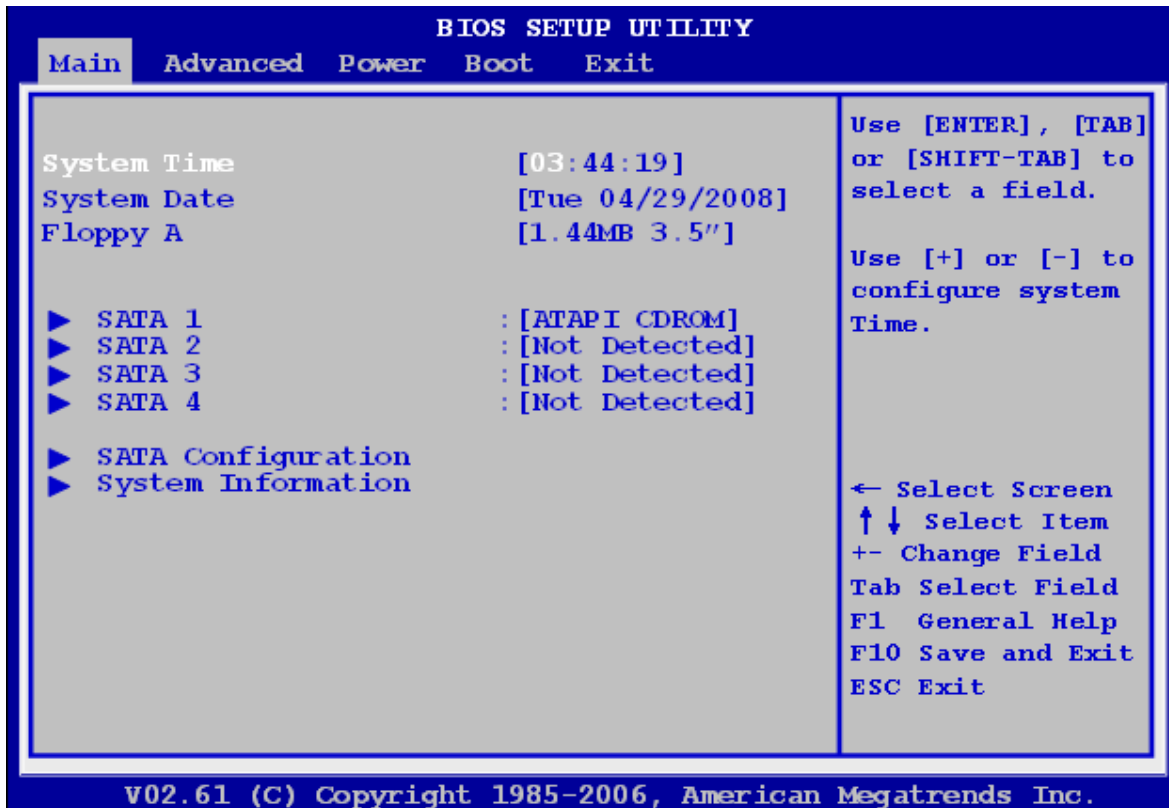 BIOS SETUP UTILITY
Main Advanced Power Boot Exit
System Time [03:44:19]
System Date [Tue 04/29/2008]
Floppy A [1.44MB 3.5″]
▶ SATA 1 :[ATAPI CDROM]
▶ SATA 2 :[Not Detected]
▶ SATA 3 :[Not Detected]
▶ SATA 4 :[Not Detected]
▶ SATA Configuration
▶ System Information
Use [ENTER], [TAB]
or [SHIFT-TAB] to
select a field.
Use [+] or [-] to
configure system
Time.
← Select Screen
↑↓ Select Item
+- Change Field
Tab Select Field
F1 General Help
F10 Save and Exit
ESC Exit
V02.61 (C) Copyright 1985-2006, American Megatrends Inc.